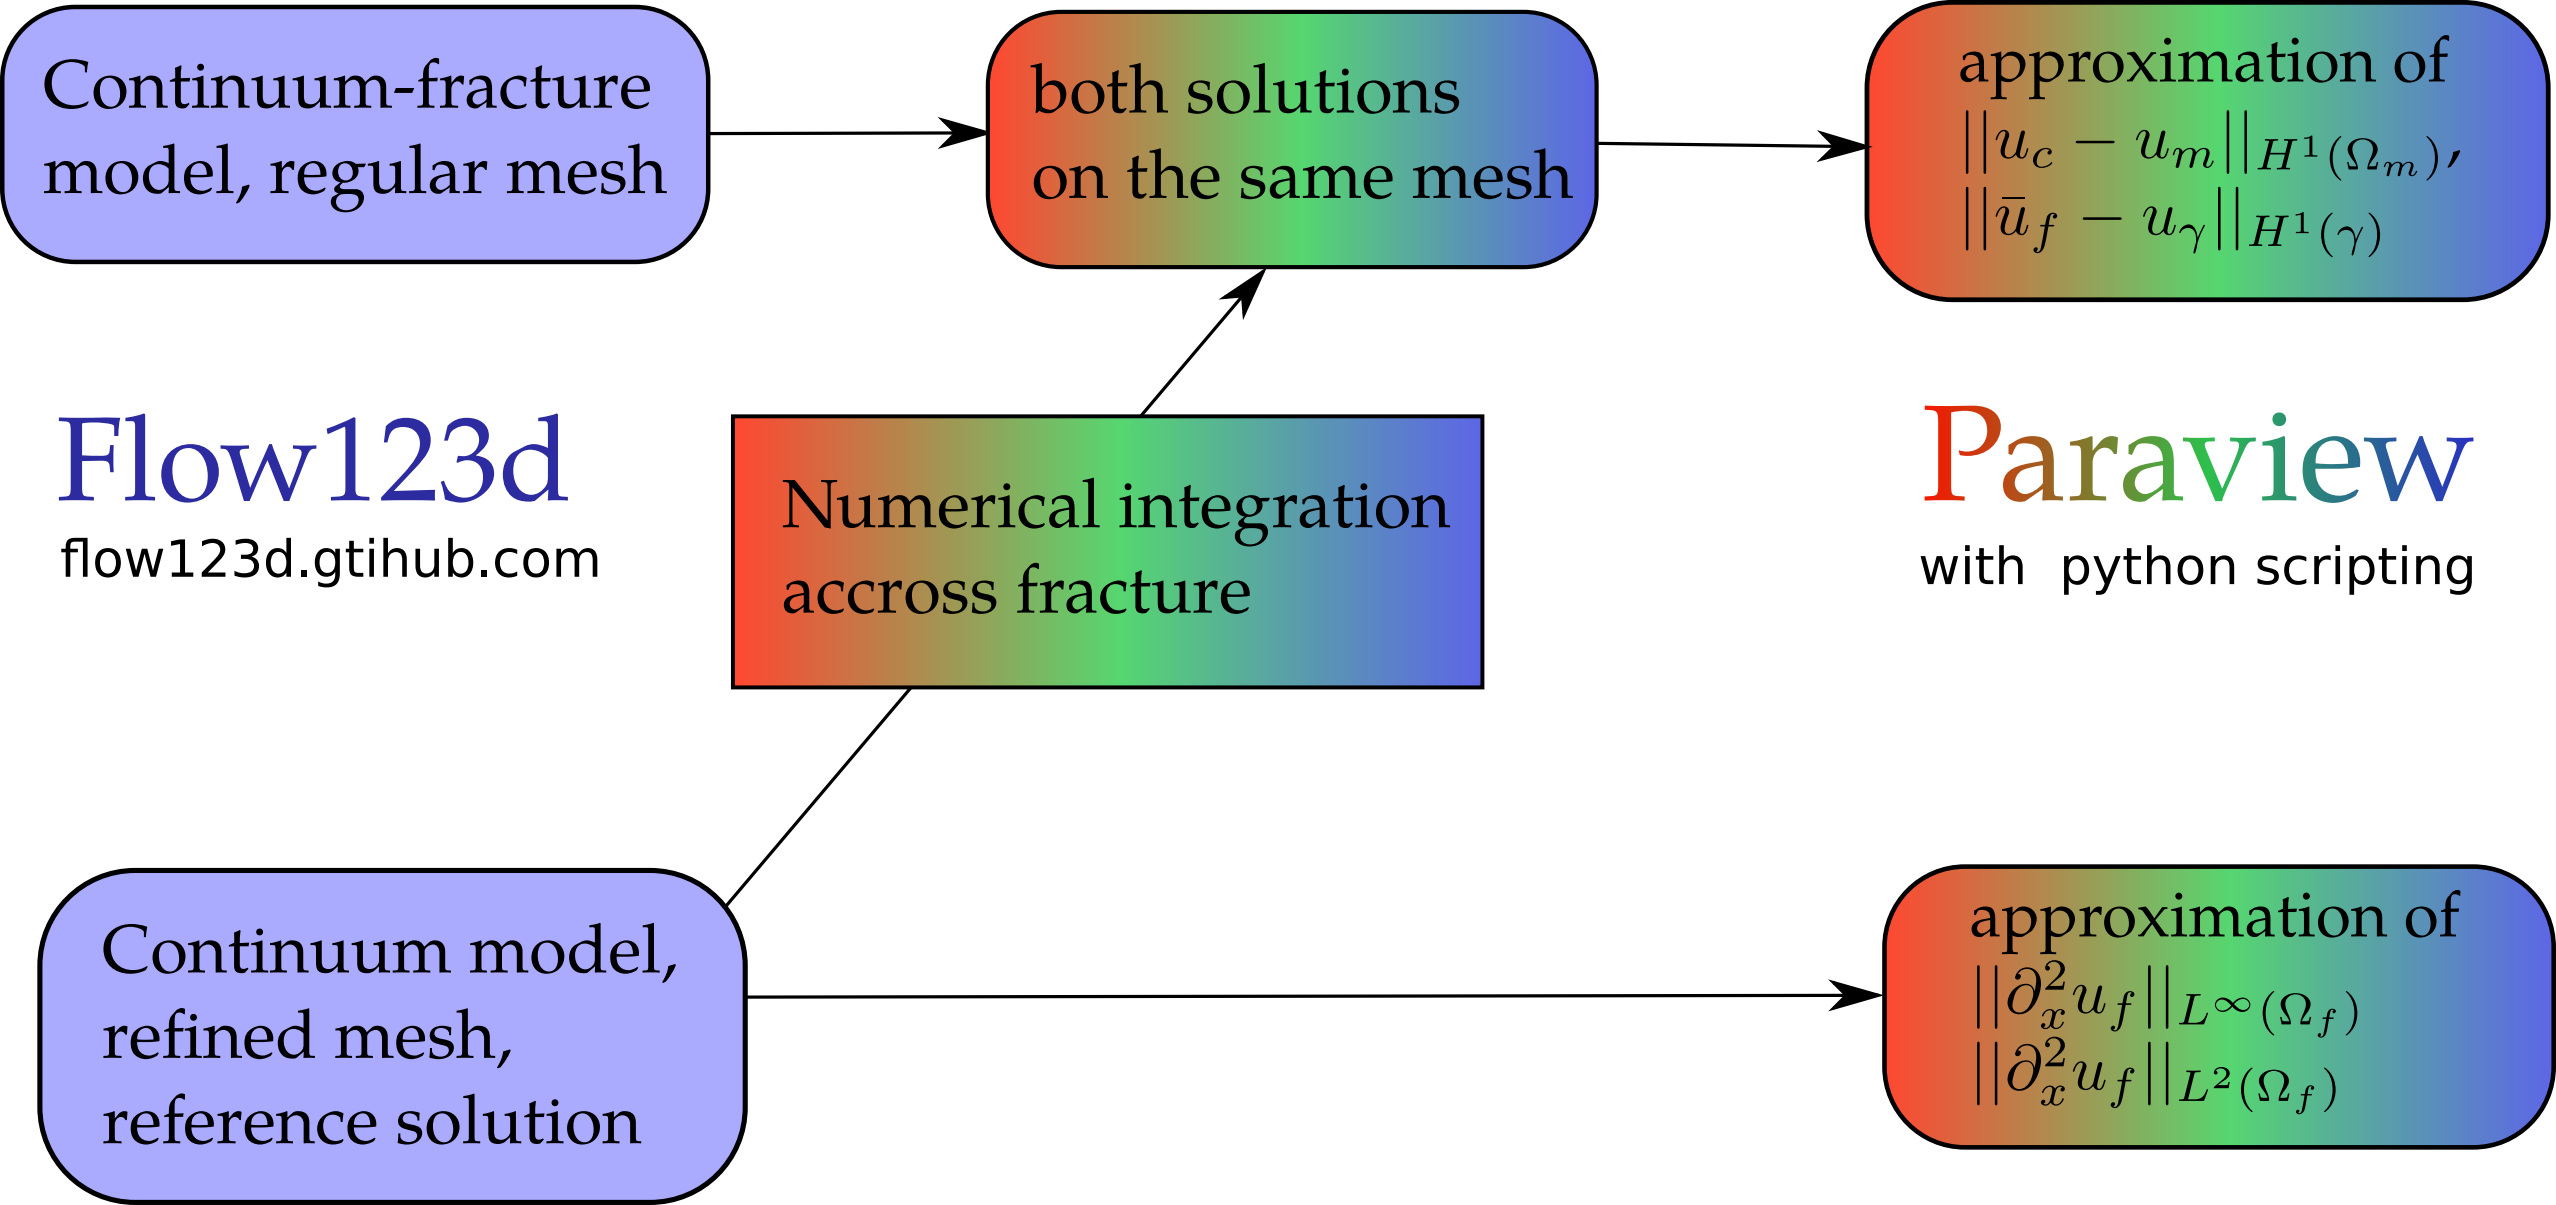 Continuum-fracture
model, regular mesh
both solutions
on the same mesh
approximation of
||u_c − u_m||_{H^1(Ω_m)},
||ū_f − u_γ||_{H^1(γ)}
Flow123d
flow123d.gtihub.com
Numerical integration
accross fracture
Paraview
with python scripting
Continuum model,
refined mesh,
reference solution
approximation of
||∂_x^2 u_f||_{L^∞(Ω_f)}
||∂_x^2 u_f||_{L^2(Ω_f)}